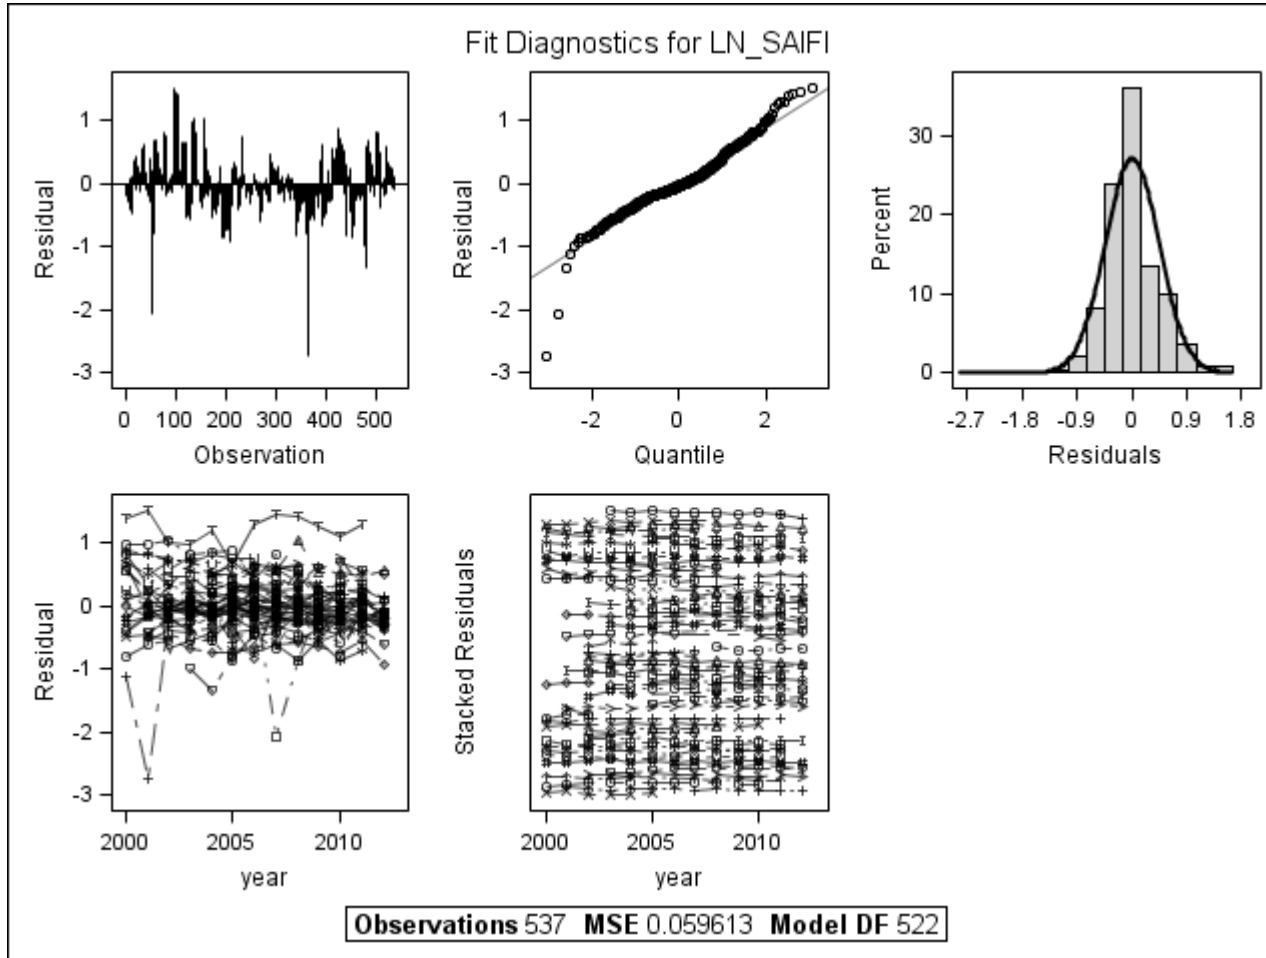 Fit Diagnostics for LN_SAIFI
Residual
1
0
-1
-2
-3
0 100 200 300 400 500
Observation
Residual
1
0
-1
-2
-3
-2 0 2
Quantile
Percent
30
20
10
0
-2.7 -1.8 -0.9 0 0.9 1.8
Residuals
Residual
1
0
-1
-2
-3
2000 2005 2010
year
Stacked Residuals
2000 2005 2010
year
Observations 537 MSE 0.059613 Model DF 522